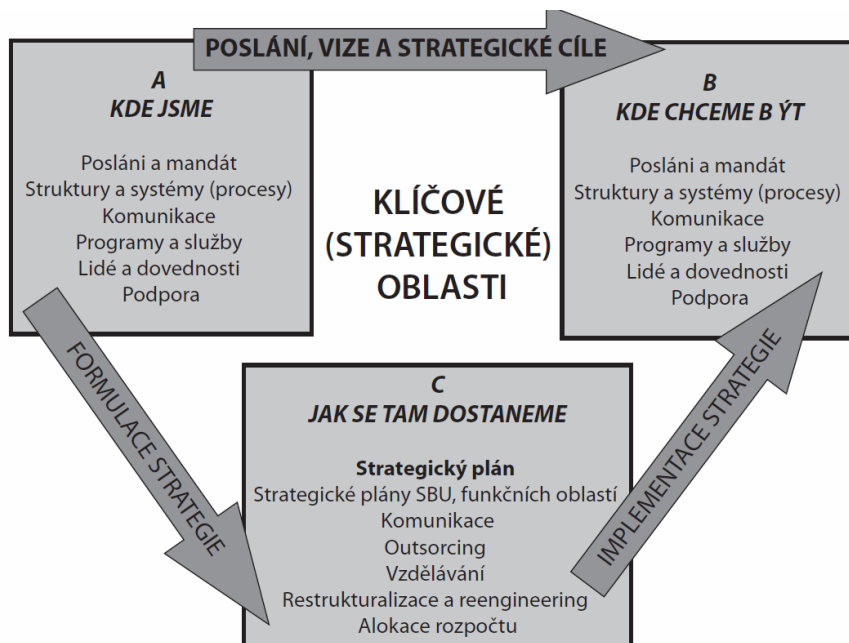 POSLÁNÍ, VIZE A STRATEGICKÉ CÍLE
A
KDE JSME
Posláni a mandát
Struktury a systémy (procesy)
Komunikace
Programy a služby
Lidé a dovednosti
Podpora
KLÍČOVÉ
(STRATEGICKÉ)
OBLASTI
B
KDE CHCEME B ÝT
Posláni a mandát
Struktury a systémy (procesy)
Komunikace
Programy a služby
Lidé a dovednosti
Podpora
FORMULACE STRATEGIE
C
JAK SE TAM DOSTANEME
Strategický plán
Strategické plány SBU, funkčních oblastí
Komunikace
Outsorcing
Vzdělávání
Restrukturalizace a reengineering
Alokace rozpočtu
IMPLEMENTACE STRATEGIE